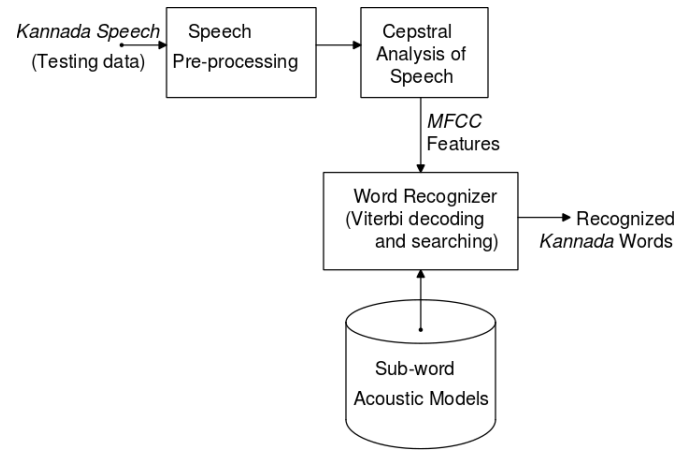 Kannada Speech
(Testing data)
Speech
Pre-processing
Cepstral
Analysis of
Speech
MFCC
Features
Word Recognizer
(Viterbi decoding
and searching)
Recognized
Kannada Words
Sub-word
Acoustic Models